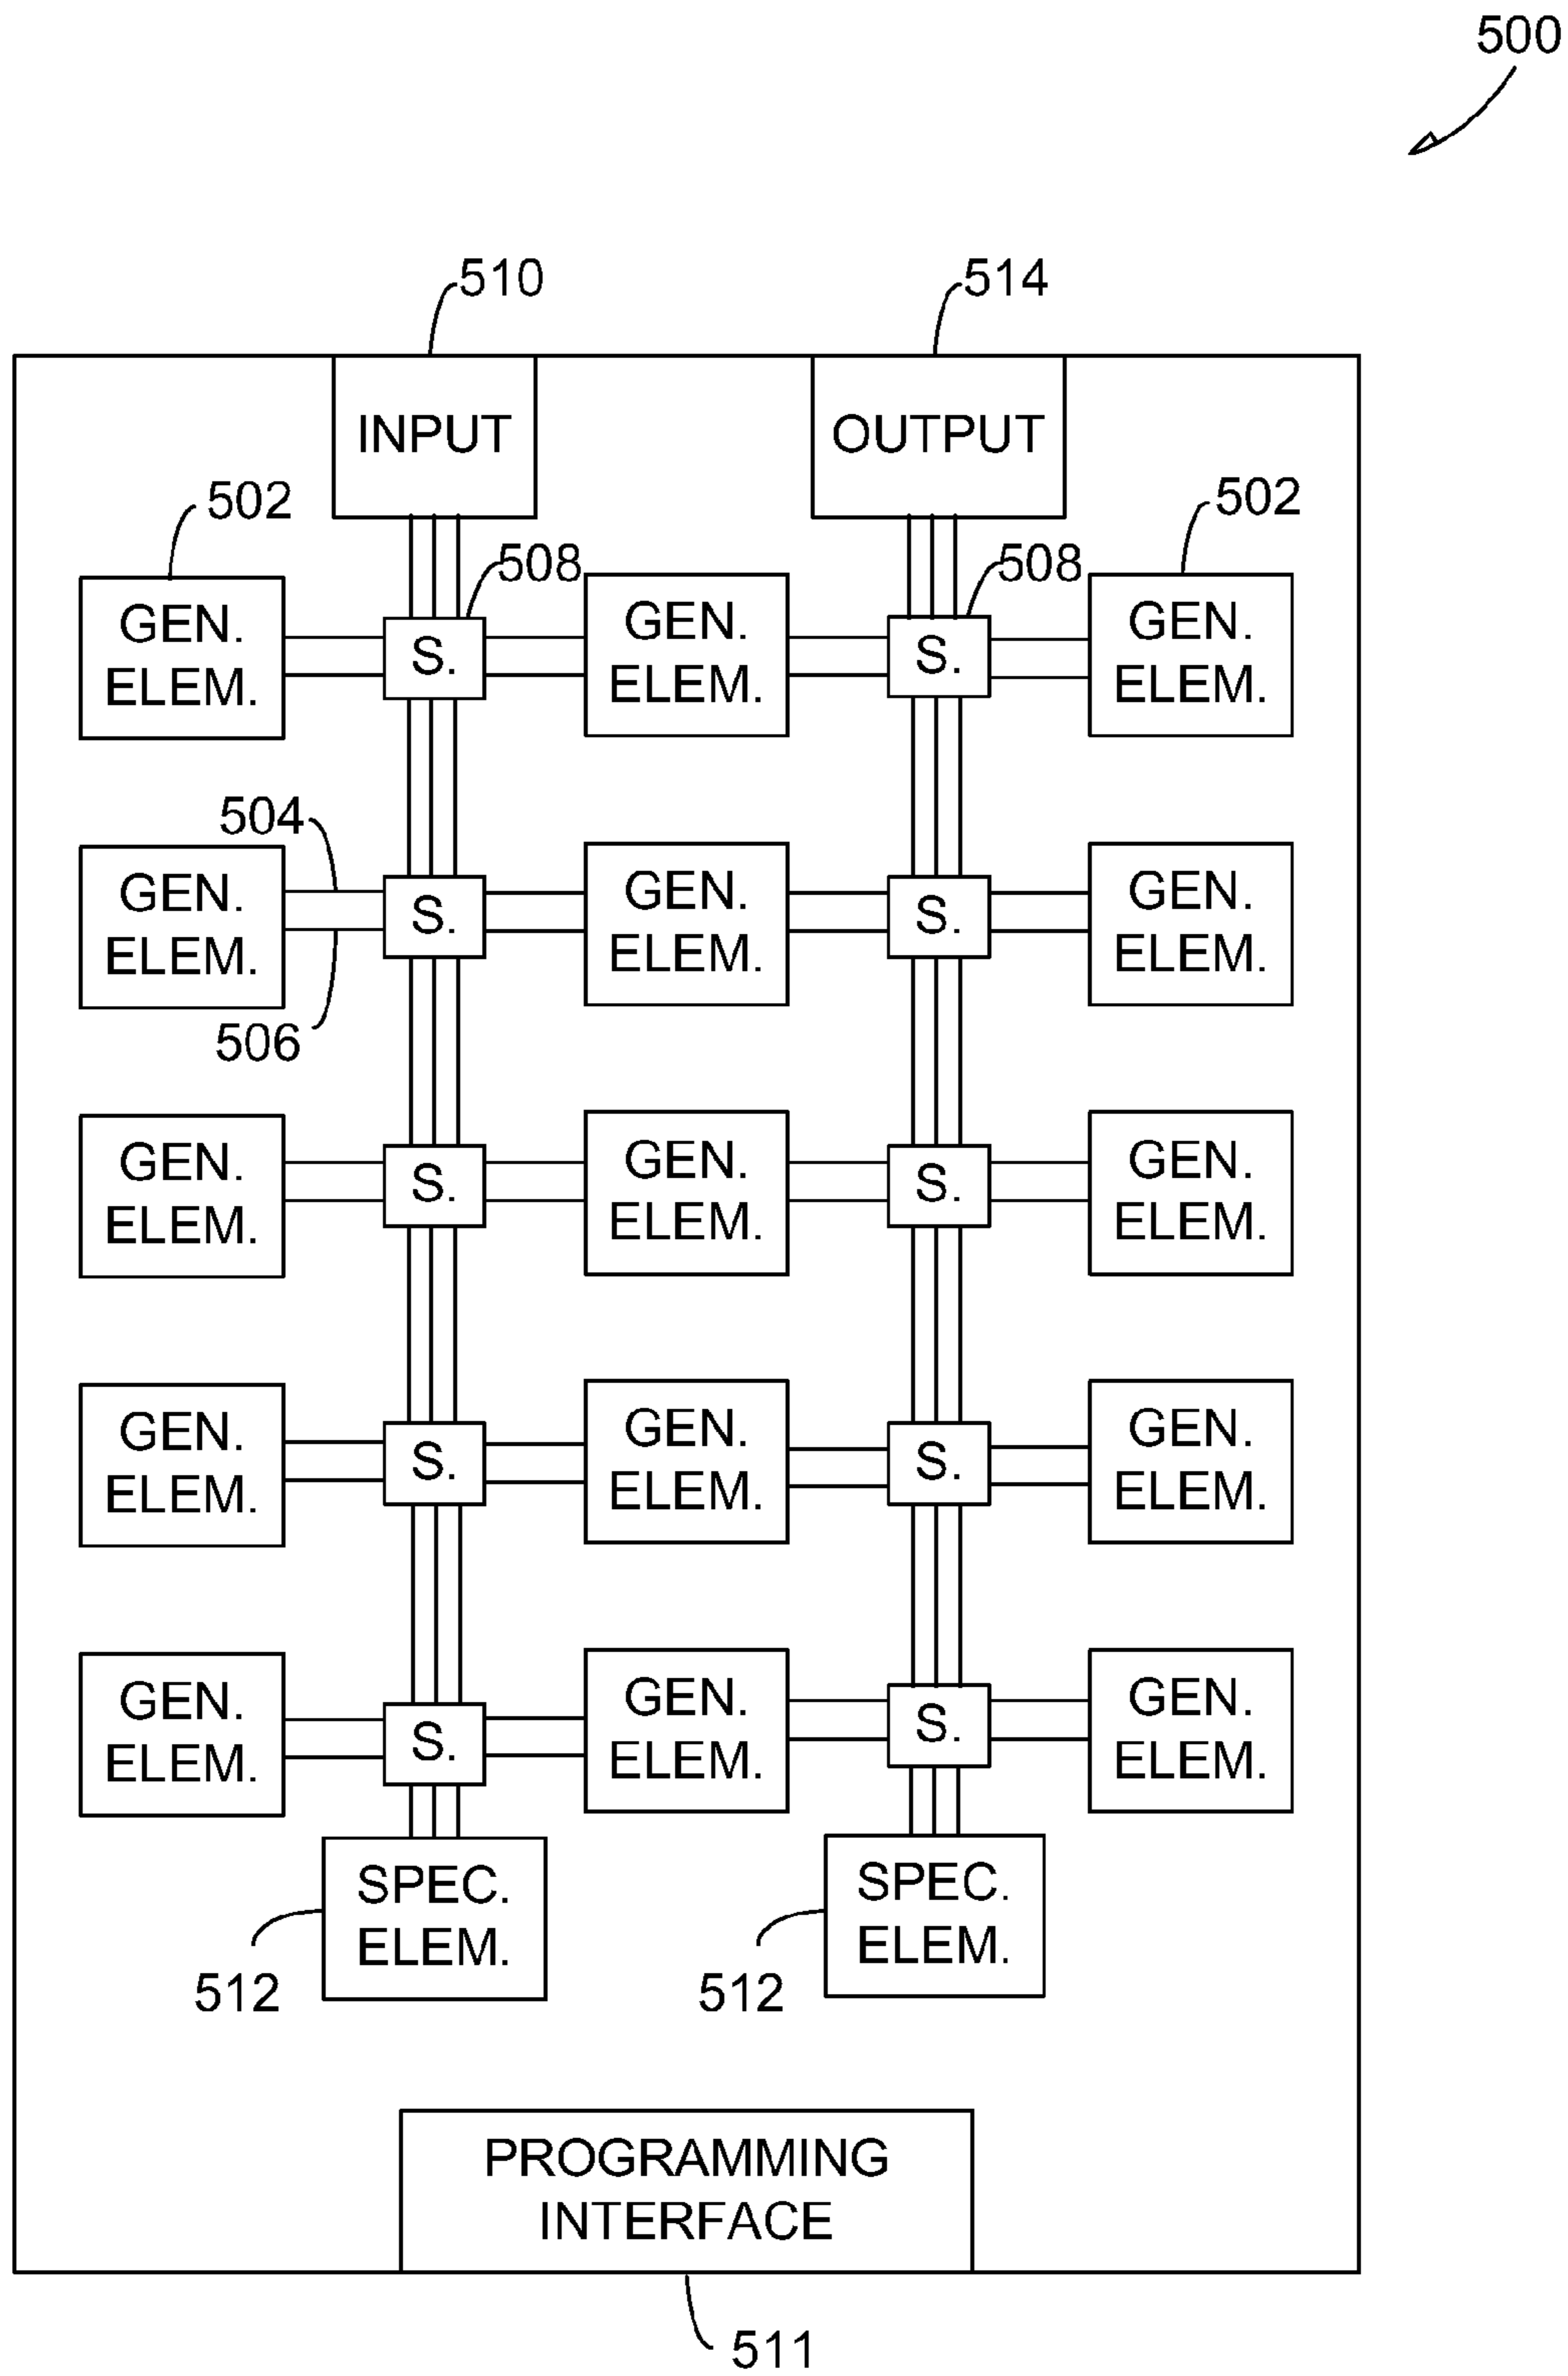 500
510
514
INPUT
OUTPUT
502
502
508
508
GEN.
ELEM.
S.
GEN.
ELEM.
S.
GEN.
ELEM.
504
GEN.
ELEM.
S.
GEN.
ELEM.
S.
GEN.
ELEM.
506
GEN.
ELEM.
S.
GEN.
ELEM.
S.
GEN.
ELEM.
GEN.
ELEM.
S.
GEN.
ELEM.
S.
GEN.
ELEM.
GEN.
ELEM.
S.
GEN.
ELEM.
S.
GEN.
ELEM.
SPEC.
ELEM.
SPEC.
ELEM.
512
512
PROGRAMMING
INTERFACE
511